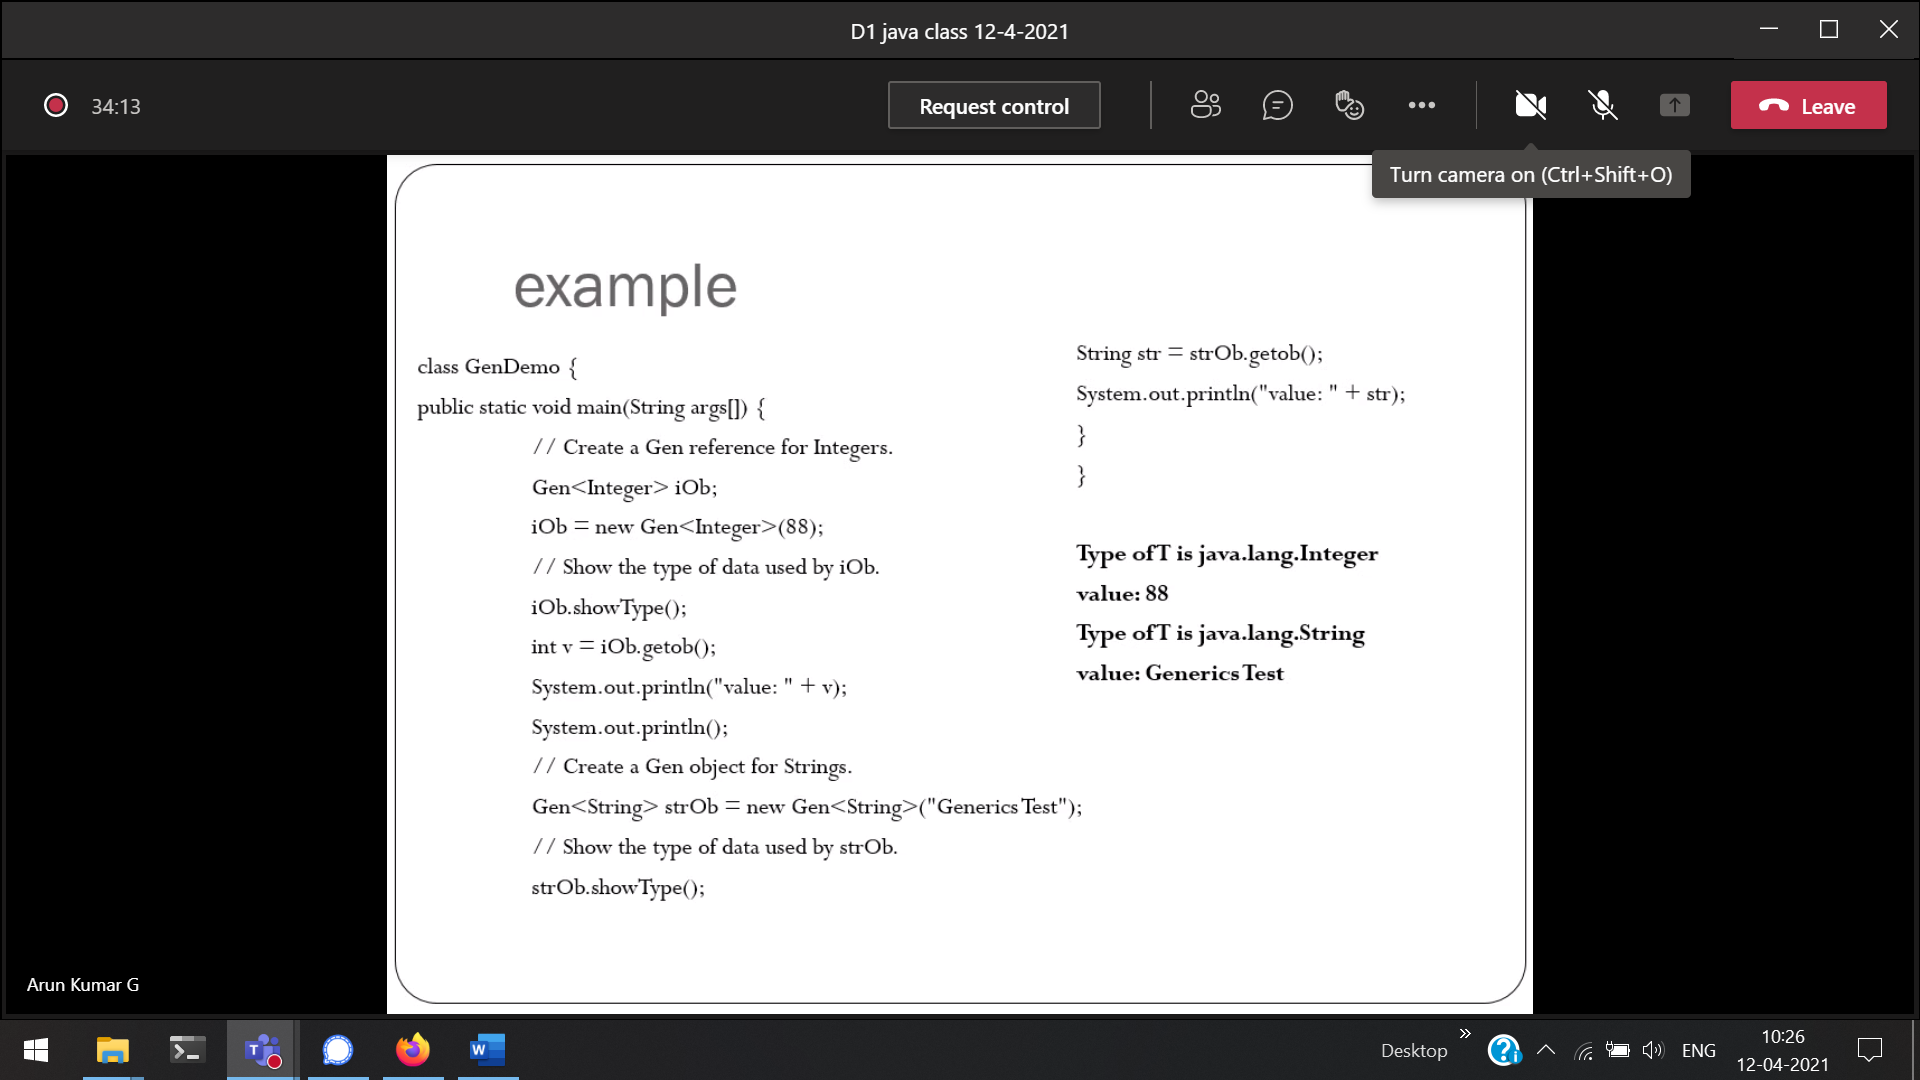 D1 java class 12-4-2021
34:13
Request control
Leave
Turn camera on (Ctrl+Shift+O)
example
class GenDemo {
public static void main(String args[]) {
// Create a Gen reference for Integers.
Gen<Integer> iOb;
iOb = new Gen<Integer>(88);
// Show the type of data used by iOb.
iOb.showType();
int v = iOb.getob();
System.out.println("value: " + v);
System.out.println();
// Create a Gen object for Strings.
Gen<String> strOb = new Gen<String>("Generics Test");
// Show the type of data used by strOb.
strOb.showType();
String str = strOb.getob();
System.out.println("value: " + str);
}
}
Type of T is java.lang.Integer
value: 88
Type of T is java.lang.String
value: Generics Test
Arun Kumar G
Desktop
ENG
10:26
12-04-2021